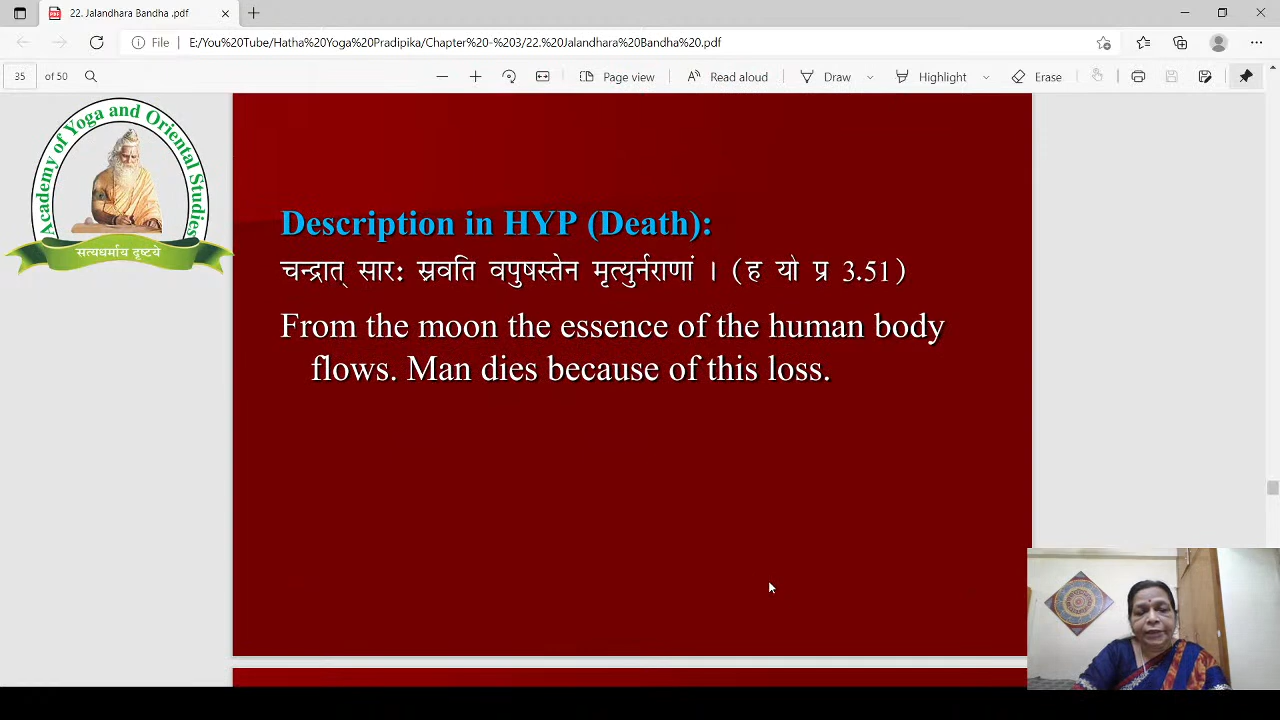 22. Jalandhara Bandha .pdf
File
E:/You%20Tube/Hatha%20Yoga%20Pradipika/Chapter%20-%203/22.%20Jalandhara%20Bandha%20.pdf
35 of 50
Page view
Read aloud
Draw
Highlight
Erase
Academy of Yoga and Oriental Studies
सत्यधर्माय दृष्टये
Description in HYP (Death):
चन्द्रात् सारः स्रवति वपुषस्तेन मृत्युर्नराणां । (ह यो प्र 3.51)
From the moon the essence of the human body
flows. Man dies because of this loss.